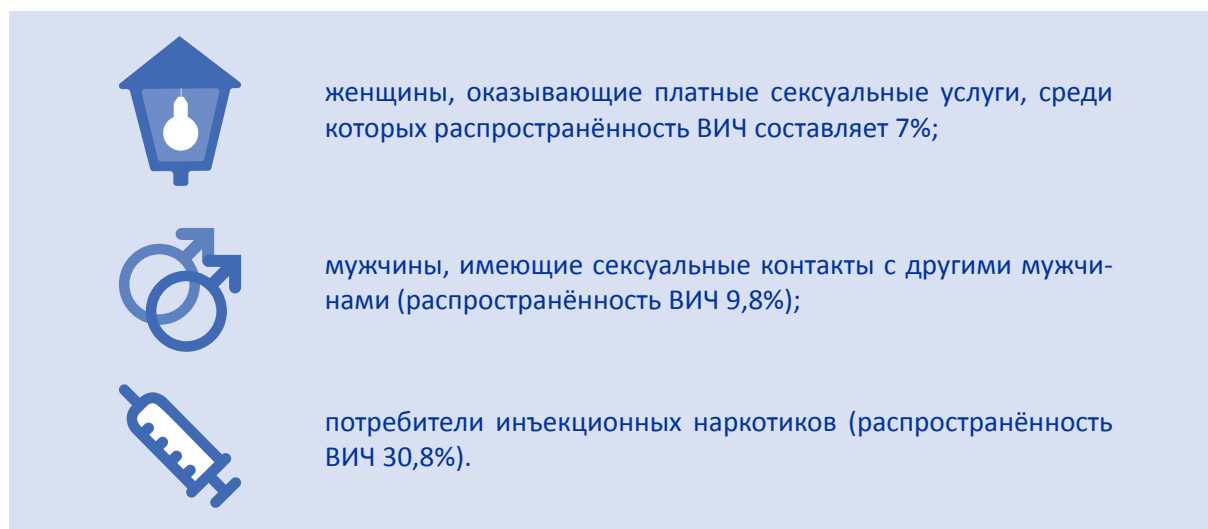 женщины, оказывающие платные сексуальные услуги, среди
которых распространённость ВИЧ составляет 7%;
мужчины, имеющие сексуальные контакты с другими мужчи-
нами (распространённость ВИЧ 9,8%);
потребители инъекционных наркотиков (распространённость
ВИЧ 30,8%).